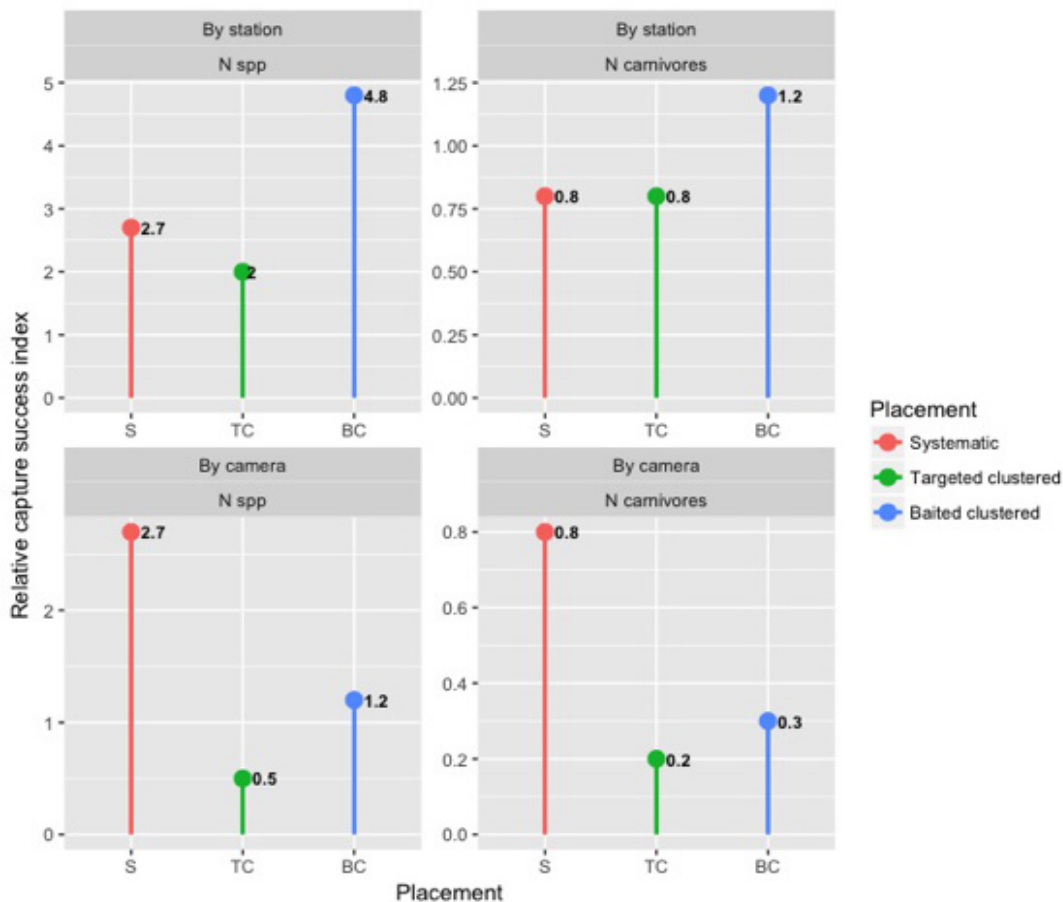 By station
By station
N spp
N carnivores
5
4
3
2
1
0
4.8
2.7
2
S
TC
BC
1.25
1.00
0.75
0.50
0.25
0.00
1.2
0.8
0.8
S
TC
BC
Relative capture success index
By camera
By camera
N spp
N carnivores
2
1
0
2.7
0.5
1.2
S
TC
BC
0.8
0.6
0.4
0.2
0.0
0.8
0.2
0.3
S
TC
BC
Placement
Placement
Systematic
Targeted clustered
Baited clustered